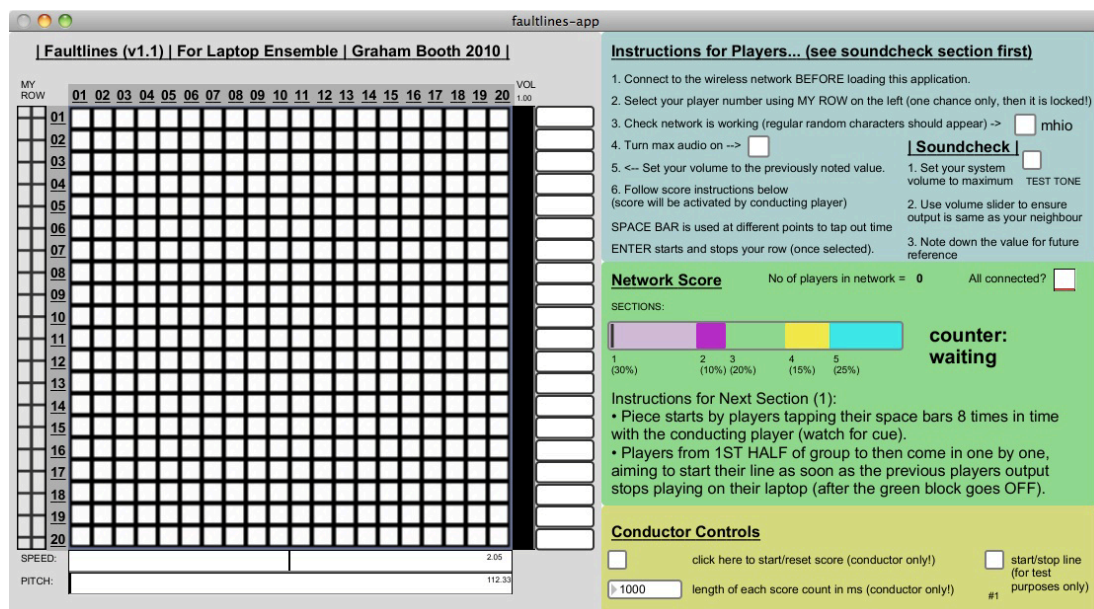 faultlines-app
| Faultlines (v1.1) | For Laptop Ensemble | Graham Booth 2010 |
MY
ROW
01 02 03 04 05 06 07 08 09 10 11 12 13 14 15 16 17 18 19 20
VOL
1.00
01
02
03
04
05
06
07
08
09
10
11
12
13
14
15
16
17
18
19
20
SPEED:
2.05
PITCH:
112.33
Instructions for Players... (see soundcheck section first)
1. Connect to the wireless network BEFORE loading this application.
2. Select your player number using MY ROW on the left (one chance only, then it is locked!)
3. Check network is working (regular random characters should appear) ->
mhio
4. Turn max audio on -->
5. <-- Set your volume to the previously noted value.
6. Follow score instructions below
(score will be activated by conducting player)
SPACE BAR is used at different points to tap out time
ENTER starts and stops your row (once selected).
| Soundcheck |
1. Set your system
volume to maximum
TEST TONE
2. Use volume slider to ensure
output is same as your neighbour
3. Note down the value for future
reference
Network Score
No of players in network = 0
All connected?
SECTIONS:
1
(30%)
2
(10%)
3
(20%)
4
(15%)
5
(25%)
counter:
waiting
Instructions for Next Section (1):
• Piece starts by players tapping their space bars 8 times in time
with the conducting player (watch for cue).
• Players from 1ST HALF of group to then come in one by one,
aiming to start their line as soon as the previous players output
stops playing on their laptop (after the green block goes OFF).
Conductor Controls
click here to start/reset score (conductor only!)
1000
length of each score count in ms (conductor only!)
start/stop line
(for test
purposes only)
#1